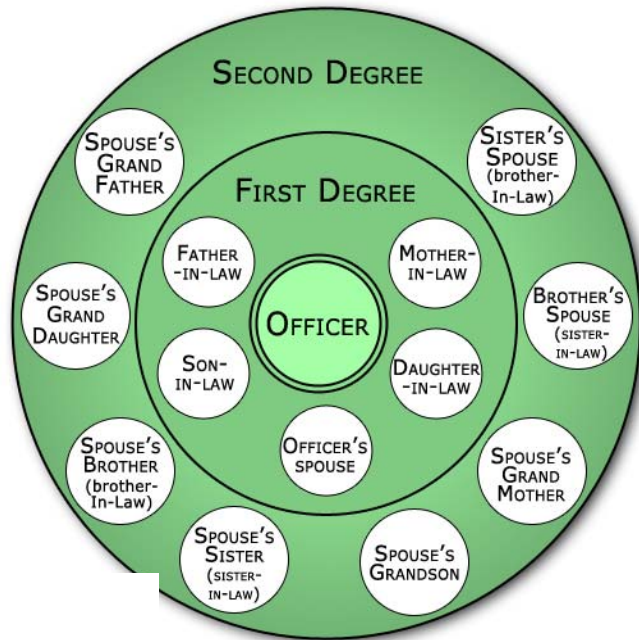 SECOND DEGREE
SPOUSE'S
GRAND
FATHER
SISTER'S
SPOUSE
(brother-
In-Law)
FIRST DEGREE
FATHER
-IN-LAW
MOTHER-
IN-LAW
SPOUSE'S
GRAND
DAUGHTER
OFFICER
BROTHER'S
SPOUSE
(SISTER-
IN-LAW)
SON-
IN-LAW
DAUGHTER
-IN-LAW
SPOUSE'S
BROTHER
(brother-
In-Law)
OFFICER'S
SPOUSE
SPOUSE'S
GRAND
MOTHER
SPOUSE'S
SISTER
(SISTER-
IN-LAW)
SPOUSE'S
GRANDSON